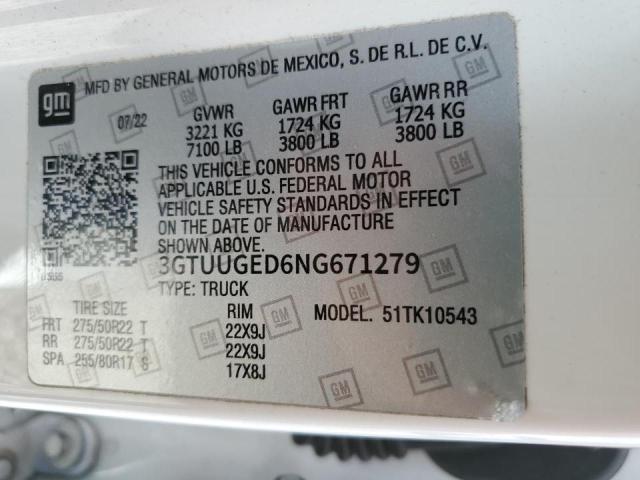 gm
MFD BY GENERAL MOTORS DE MEXICO, S. DE R.L. DE C.V.
07/22 GVWR GAWR FRT GAWR RR
3221 KG 1724 KG 1724 KG
7100 LB 3800 LB 3800 LB
THIS VEHICLE CONFORMS TO ALL
APPLICABLE U.S. FEDERAL MOTOR
VEHICLE SAFETY STANDARDS IN EFFECT
ON THE DATE OF MANUFACTURE
SHOWN ABOVE.
3GTUUGED6NG671279
TYPE: TRUCK
TIRE SIZE RIM MODEL. 51TK10543
FRT 275/50R22 T 22X9J
RR 275/50R22 T 22X9J
SPA 255/80R17 S 17X8J